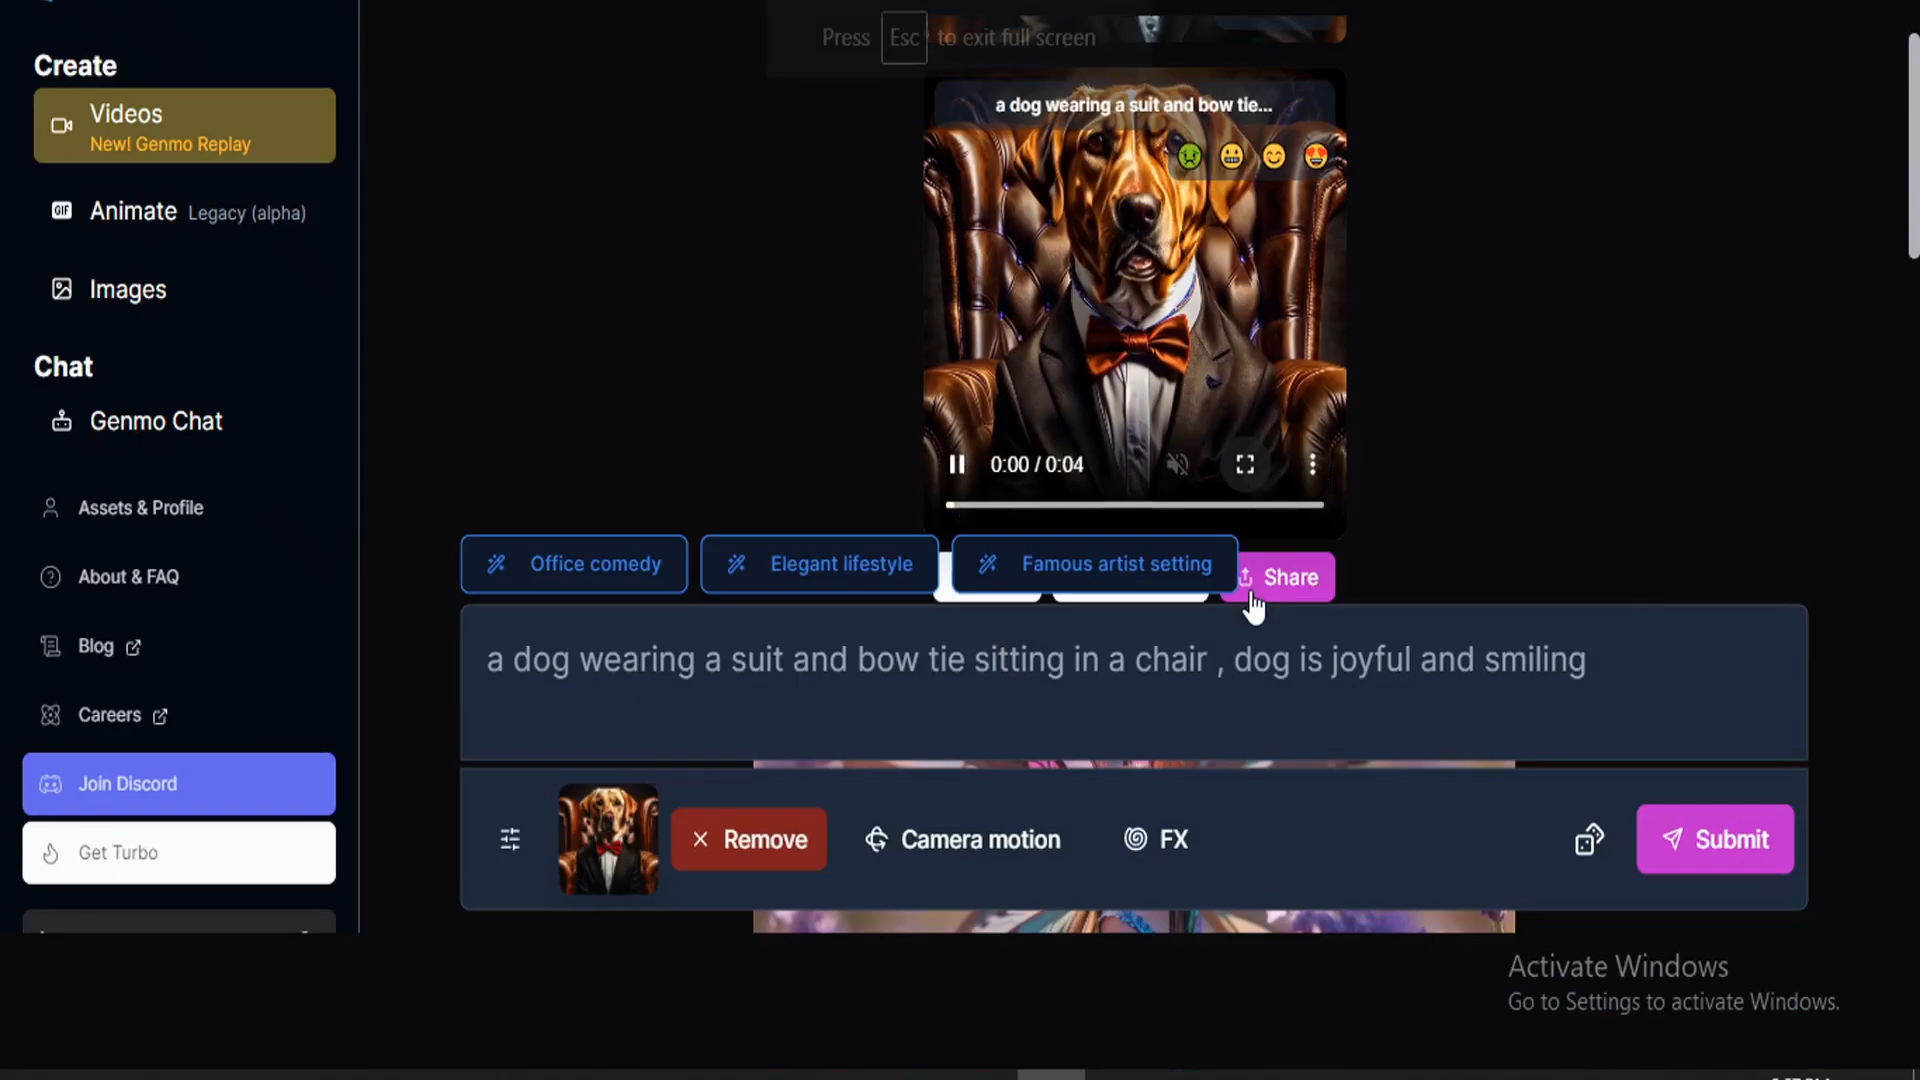 Press Esc to exit full screen
Create
Videos
New! Genmo Replay
Animate Legacy (alpha)
Images
Chat
Genmo Chat
Assets & Profile
About & FAQ
Blog
Careers
Join Discord
Get Turbo
a dog wearing a suit and bow tie...
GIF
0:00 / 0:04
Office comedy
Elegant lifestyle
Famous artist setting
Share
a dog wearing a suit and bow tie sitting in a chair , dog is joyful and smiling
Remove
Camera motion
FX
Submit
Activate Windows
Go to Settings to activate Windows.